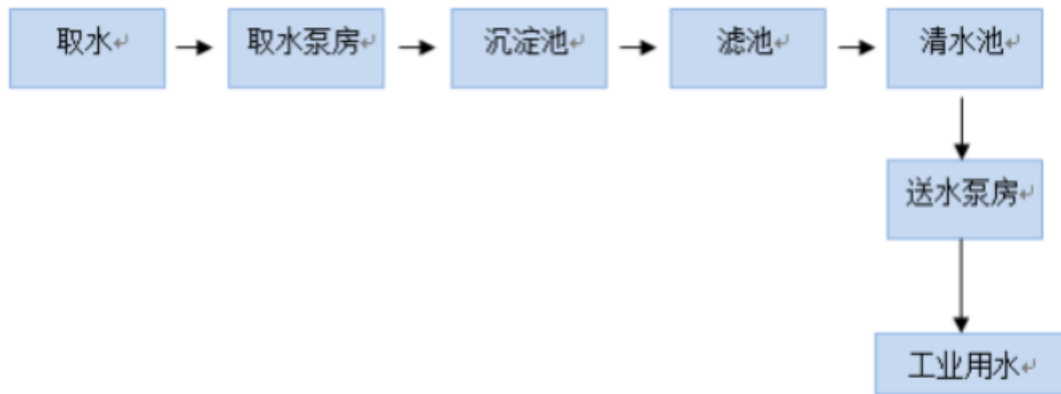 取水
取水泵房
沉淀池
滤池
清水池
送水泵房
工业用水